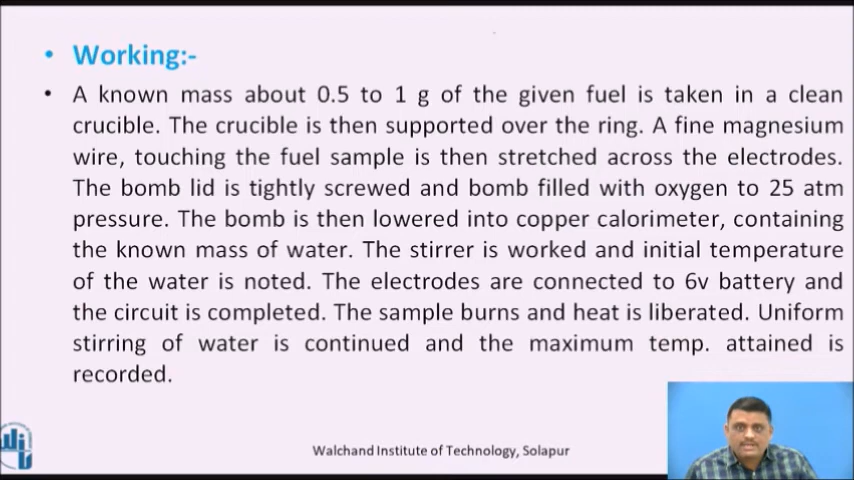 Working:-
A known mass about 0.5 to 1 g of the given fuel is taken in a clean
crucible. The crucible is then supported over the ring. A fine magnesium
wire, touching the fuel sample is then stretched across the electrodes.
The bomb lid is tightly screwed and bomb filled with oxygen to 25 atm
pressure. The bomb is then lowered into copper calorimeter, containing
the known mass of water. The stirrer is worked and initial temperature
of the water is noted. The electrodes are connected to 6v battery and
the circuit is completed. The sample burns and heat is liberated. Uniform
stirring of water is continued and the maximum temp. attained is
recorded.
Walchand Institute of Technology, Solapur